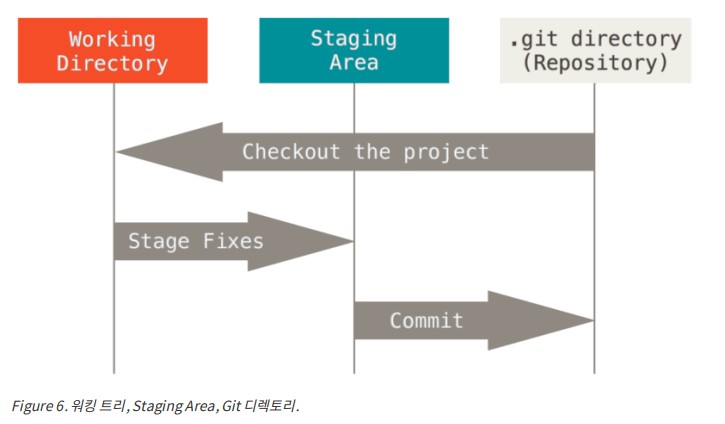 Working
Directory
Staging
Area
.git directory
(Repository)
Checkout the project
Stage Fixes
Commit
Figure 6. 워킹 트리, Staging Area, Git 디렉토리.